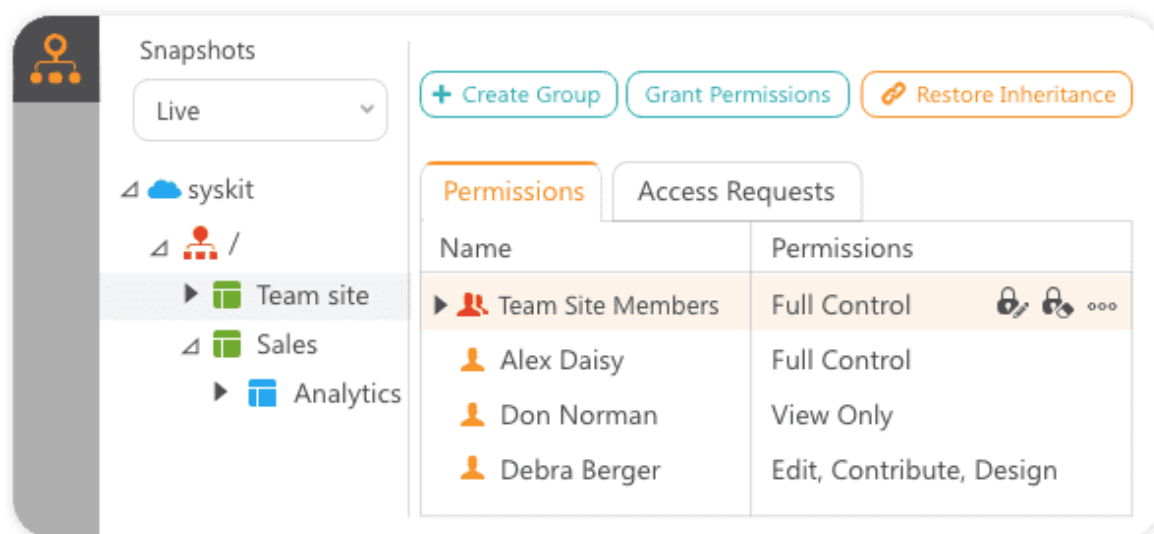 Snapshots
Live
syskit
/
Team site
Sales
Analytics
+ Create Group
Grant Permissions
Restore Inheritance
Permissions
Access Requests
Name Permissions
Team Site Members Full Control
Alex Daisy Full Control
Don Norman View Only
Debra Berger Edit, Contribute, Design